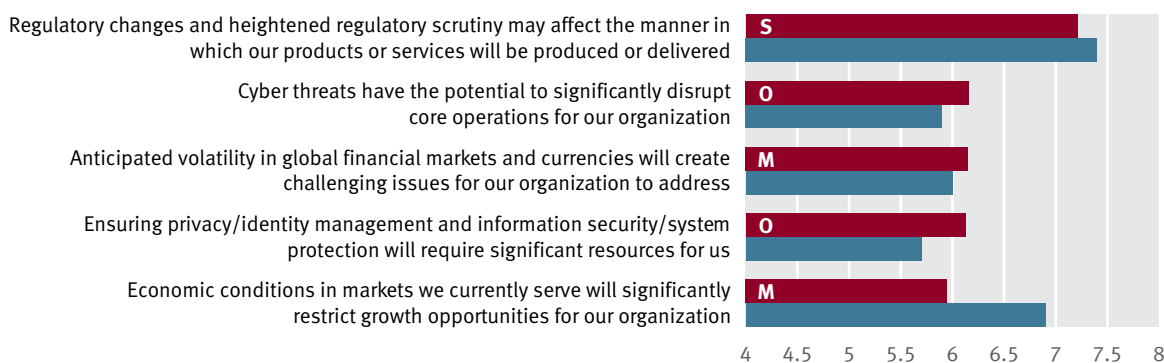 Regulatory changes and heightened regulatory scrutiny may affect the manner in
which our products or services will be produced or delivered
S
Cyber threats have the potential to significantly disrupt
core operations for our organization
O
Anticipated volatility in global financial markets and currencies will create
challenging issues for our organization to address
M
Ensuring privacy/identity management and information security/system
protection will require significant resources for us
O
Economic conditions in markets we currently serve will significantly
restrict growth opportunities for our organization
M
4 4.5 5 5.5 6 6.5 7 7.5 8